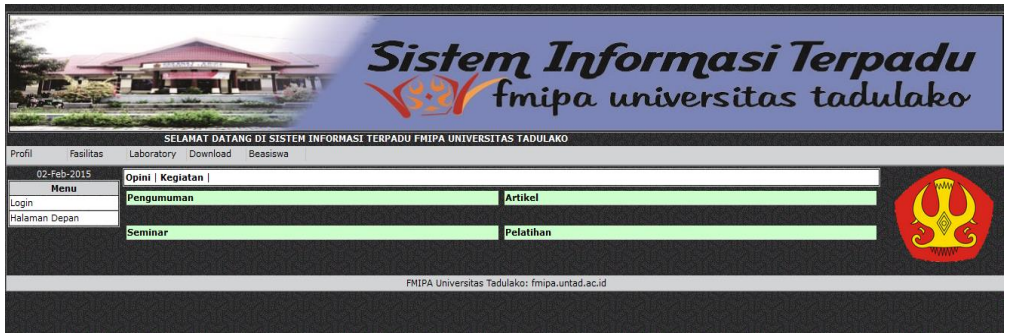 Sistem Informasi Terpadu
fmipa universitas tadulako
SELAMAT DATANG DI SISTEM INFORMASI TERPADU FMIPA UNIVERSITAS TADULAKO
Profil Fasilitas Laboratory Download Beasiswa
02-Feb-2015
Menu
Login
Halaman Depan
Opini | Kegiatan |
Pengumuman Artikel
Seminar Pelatihan
FMIPA Universitas Tadulako: fmipa.untad.ac.id